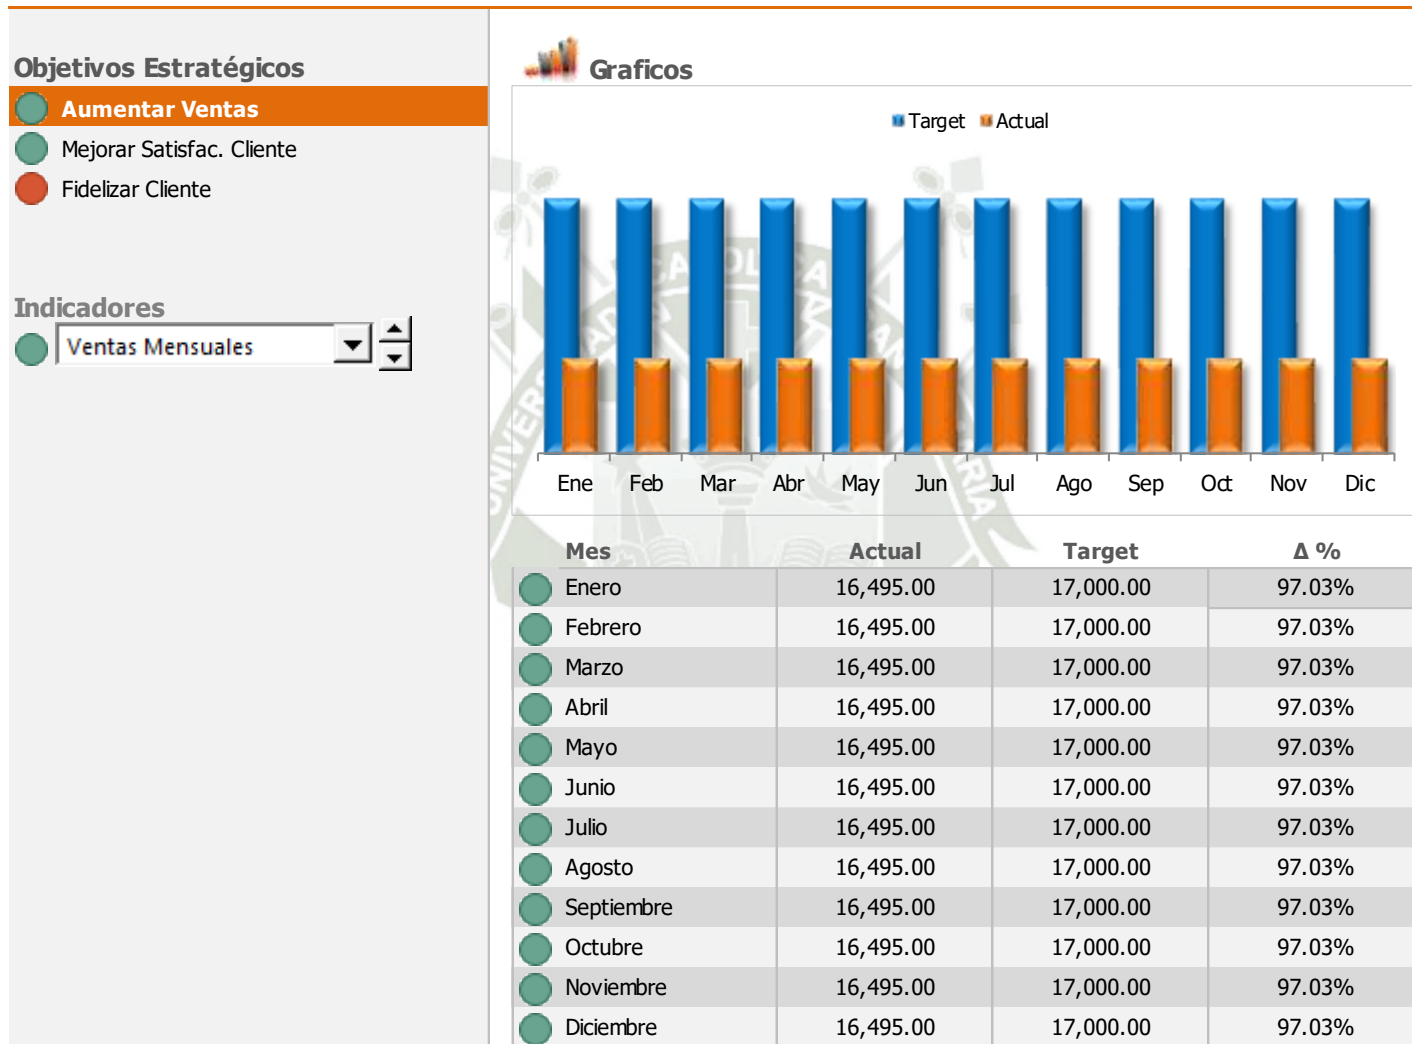 Objetivos Estratégicos
Aumentar Ventas
Mejorar Satisfac. Cliente
Fidelizar Cliente
Indicadores
Ventas Mensuales
Graficos
Target Actual
Ene Feb Mar Abr May Jun Jul Ago Sep Oct Nov Dic
Mes Actual Target Δ %
Enero 16,495.00 17,000.00 97.03%
Febrero 16,495.00 17,000.00 97.03%
Marzo 16,495.00 17,000.00 97.03%
Abril 16,495.00 17,000.00 97.03%
Mayo 16,495.00 17,000.00 97.03%
Junio 16,495.00 17,000.00 97.03%
Julio 16,495.00 17,000.00 97.03%
Agosto 16,495.00 17,000.00 97.03%
Septiembre 16,495.00 17,000.00 97.03%
Octubre 16,495.00 17,000.00 97.03%
Noviembre 16,495.00 17,000.00 97.03%
Diciembre 16,495.00 17,000.00 97.03%